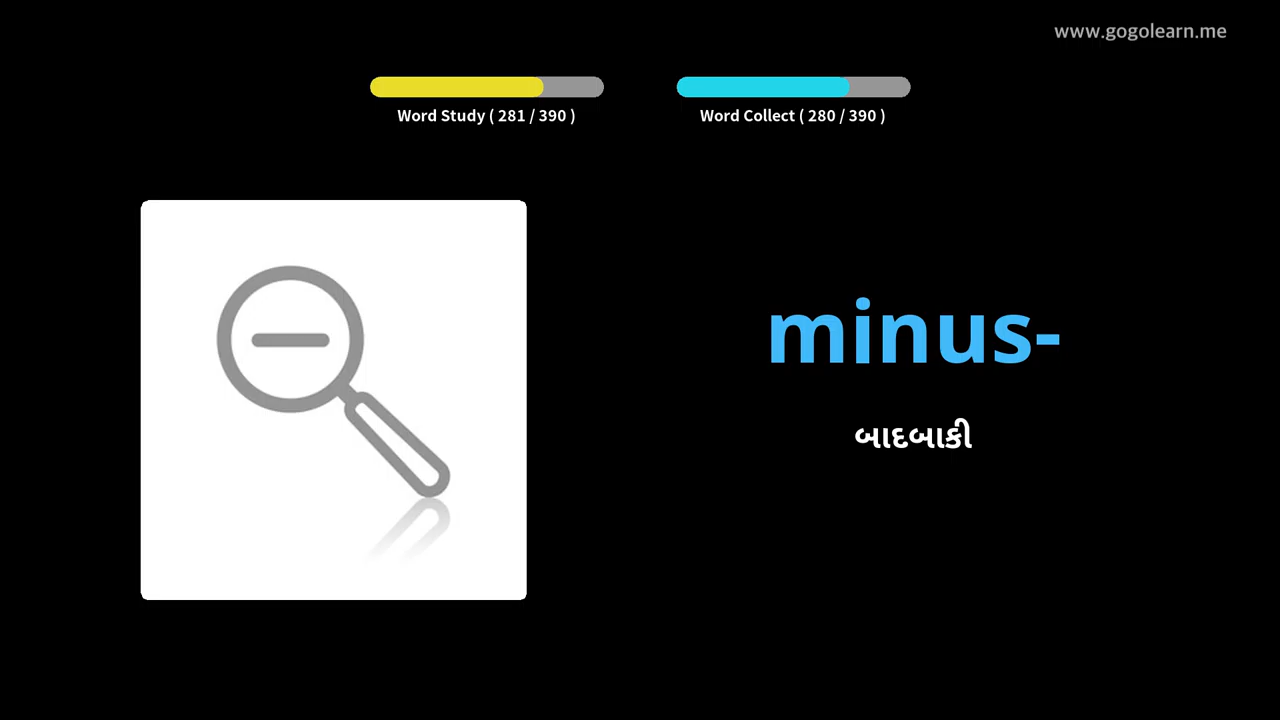 www.gogolearn.me
Word Study ( 281 / 390 )
Word Collect ( 280 / 390 )
minus-
બાદબાકી